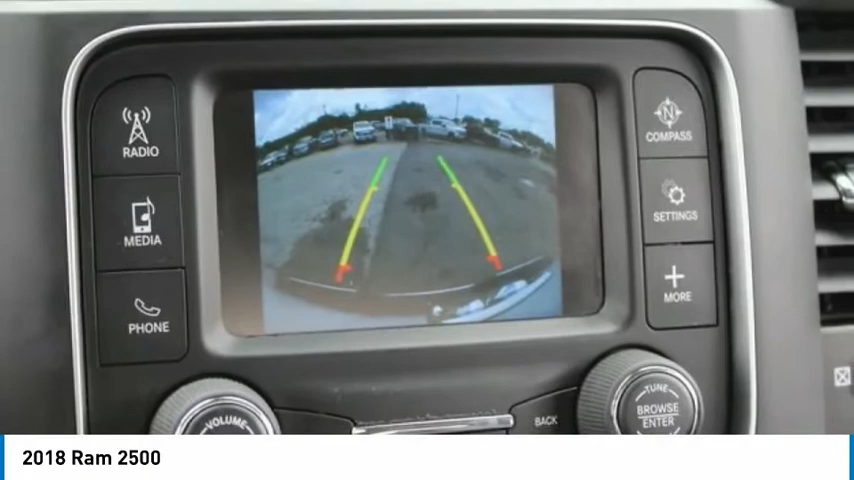 RADIO
MEDIA
PHONE
N
COMPASS
SETTINGS
MORE
VOLUME
BACK
TUNE
BROWSE
ENTER
2018 Ram 2500